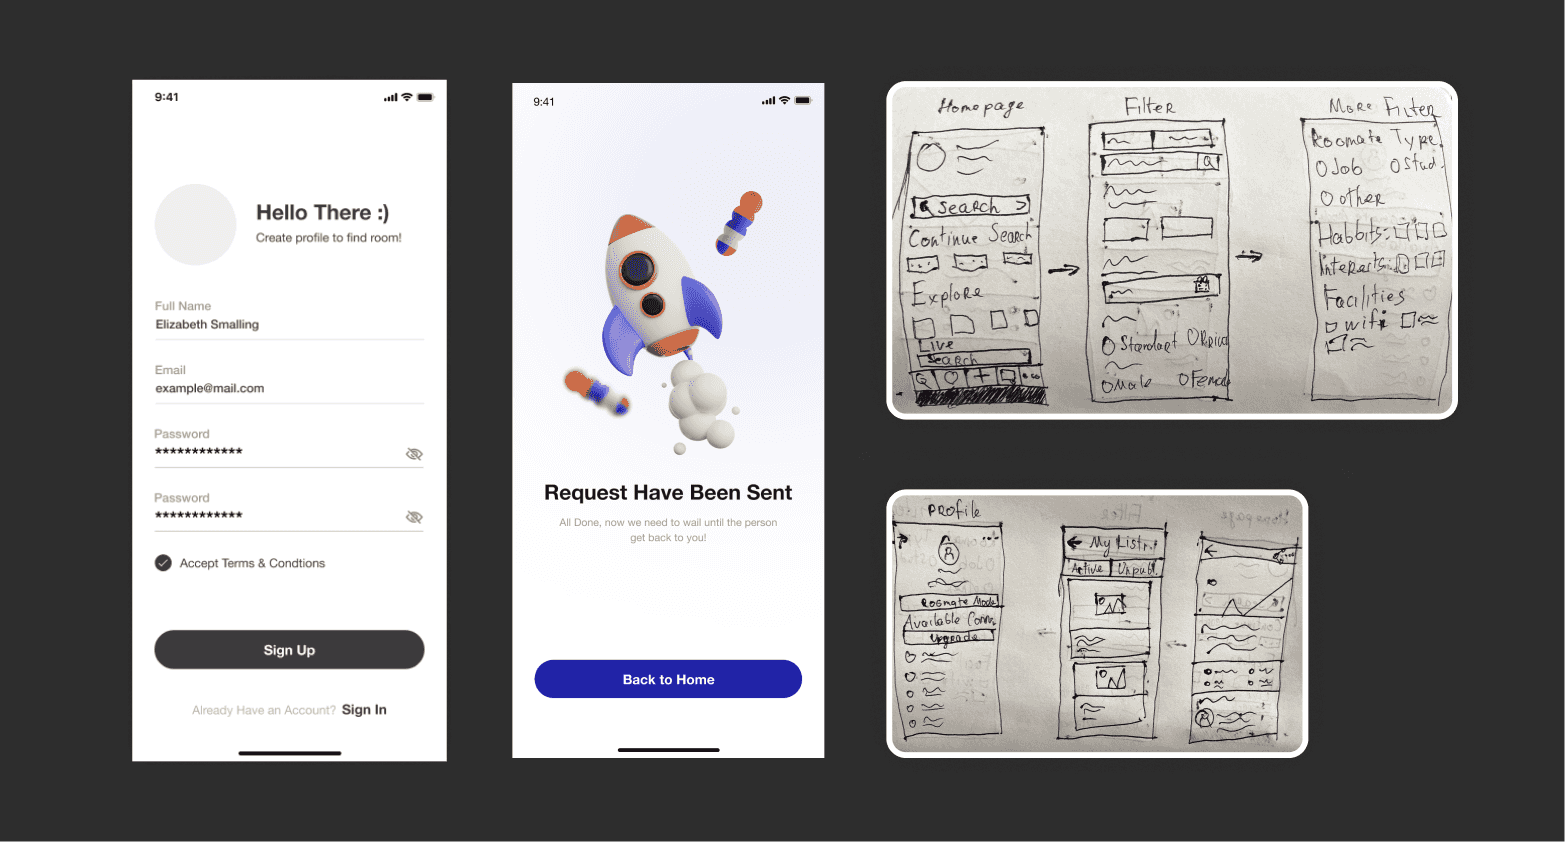 9:41
Hello There :)
Create profile to find room!
Full Name
Elizabeth Smalling
Email
example@mail.com
Password
************
Password
************
Accept Terms & Condtions
Sign Up
Already Have an Account? Sign In
9:41
Request Have Been Sent
All Done, now we need to wait until the person
get back to you!
Back to Home
Homepage
Search
Continue Search
Explore
Live
Search
Filter
Standart
Male
More Filter
Roomate Type
Job Stud.
other
Habbits:
Interests:
Facilities
wifi
Profile
Roomate Mode
Available
Upgrade
My Listn.
Active Unpubl.